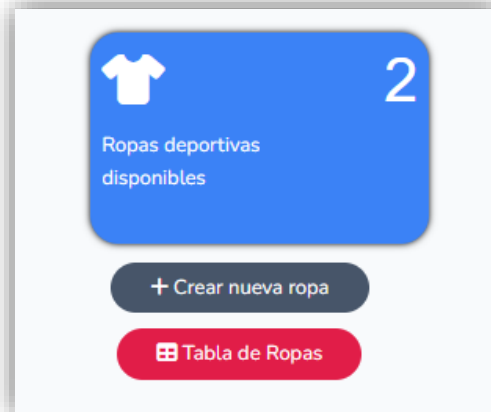 2
Ropas deportivas
disponibles
Crear nueva ropa
Tabla de Ropas